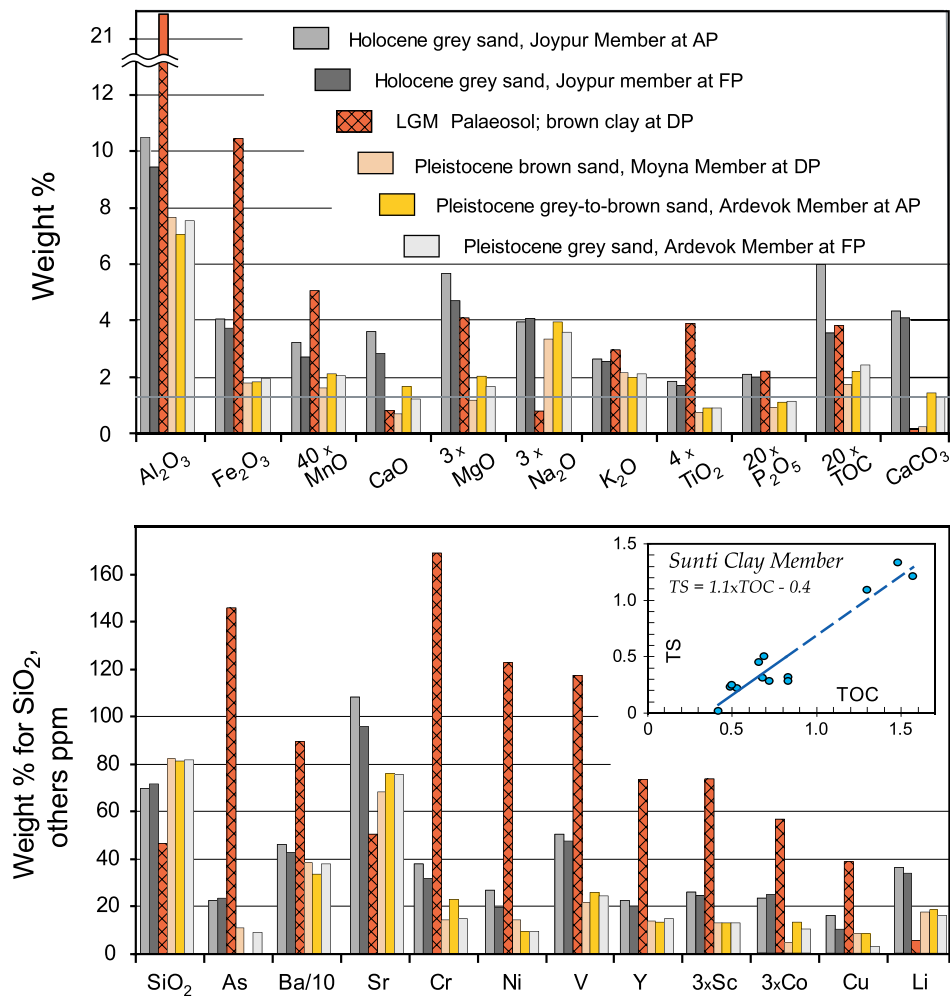 21
12
10
8
6
4
2
0
Weight %
Holocene grey sand, Joypur Member at AP
Holocene grey sand, Joypur member at FP
LGM Palaeosol; brown clay at DP
Pleistocene brown sand, Moyna Member at DP
Pleistocene grey-to-brown sand, Ardevok Member at AP
Pleistocene grey sand, Ardevok Member at FP
Al₂O₃
Fe₂O₃
40 x MnO
CaO
3 x MgO
3 x Na₂O
K₂O
4 x TiO₂
20 x P₂O₅
20 x TOC
CaCO₃
160
140
120
100
80
60
40
20
0
Weight % for SiO₂,
others ppm
Sunti Clay Member
TS = 1.1xTOC - 0.4
1.5
1.0
0.5
0
TS
TOC
0 0.5 1.0 1.5
SiO₂ As Ba/10 Sr Cr Ni V Y 3xSc 3xCo Cu Li